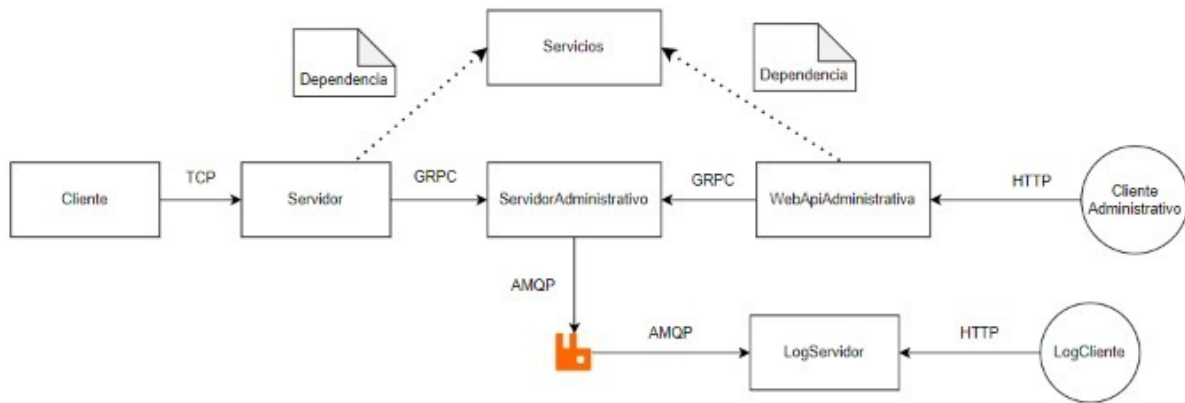 Servicios
Dependencia
Dependencia
TCP
GRPC
GRPC
HTTP
Cliente
Servidor
ServidorAdministrativo
WebApiAdministrativa
Cliente
Administrativo
AMQP
AMQP
HTTP
LogServidor
LogCliente